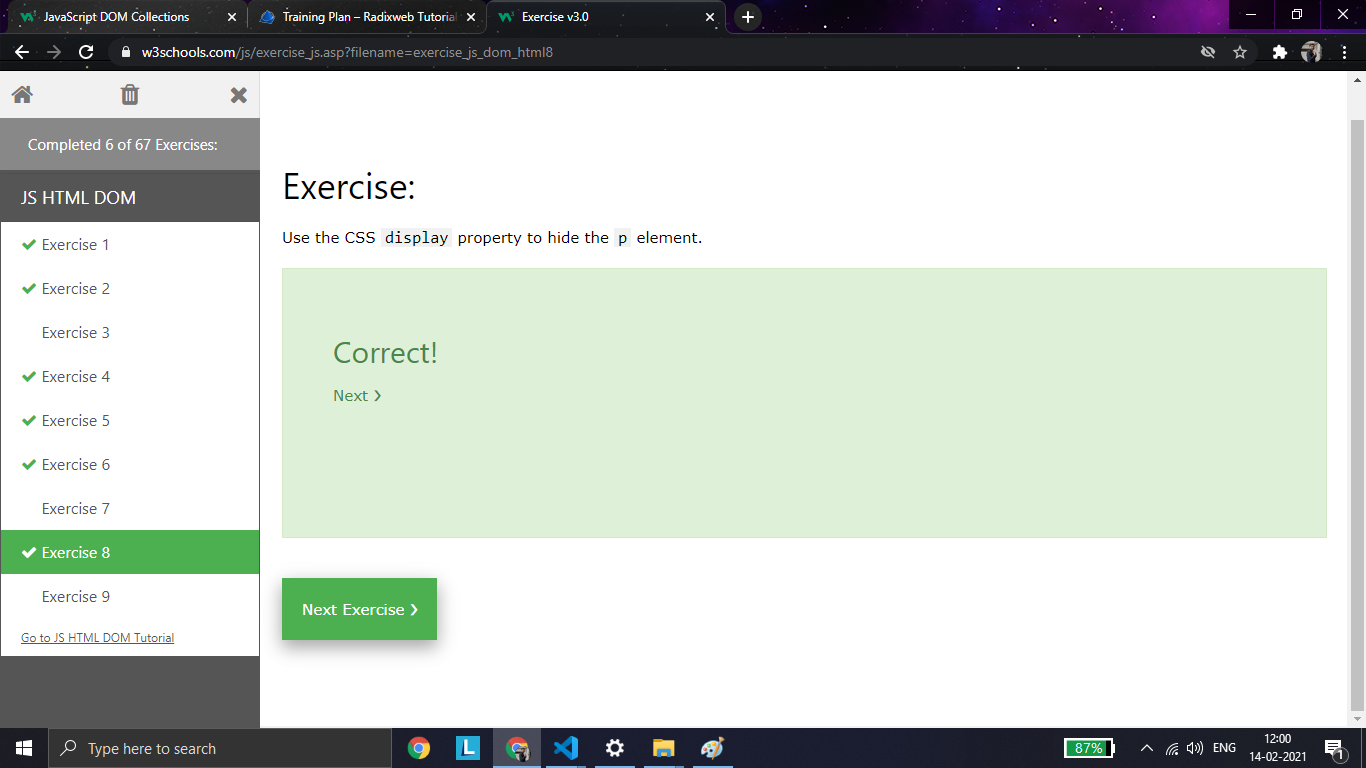 JavaScript DOM Collections
Training Plan – Radixweb Tutorial
Exercise v3.0
w3schools.com/js/exercise_js.asp?filename=exercise_js_dom_html8
Completed 6 of 67 Exercises:
JS HTML DOM
Exercise 1
Exercise 2
Exercise 3
Exercise 4
Exercise 5
Exercise 6
Exercise 7
Exercise 8
Exercise 9
Go to JS HTML DOM Tutorial
Exercise:
Use the CSS display property to hide the p element.
Correct!
Next ❯
Next Exercise ❯
Type here to search
L
87%
ENG
12:00
14-02-2021
1